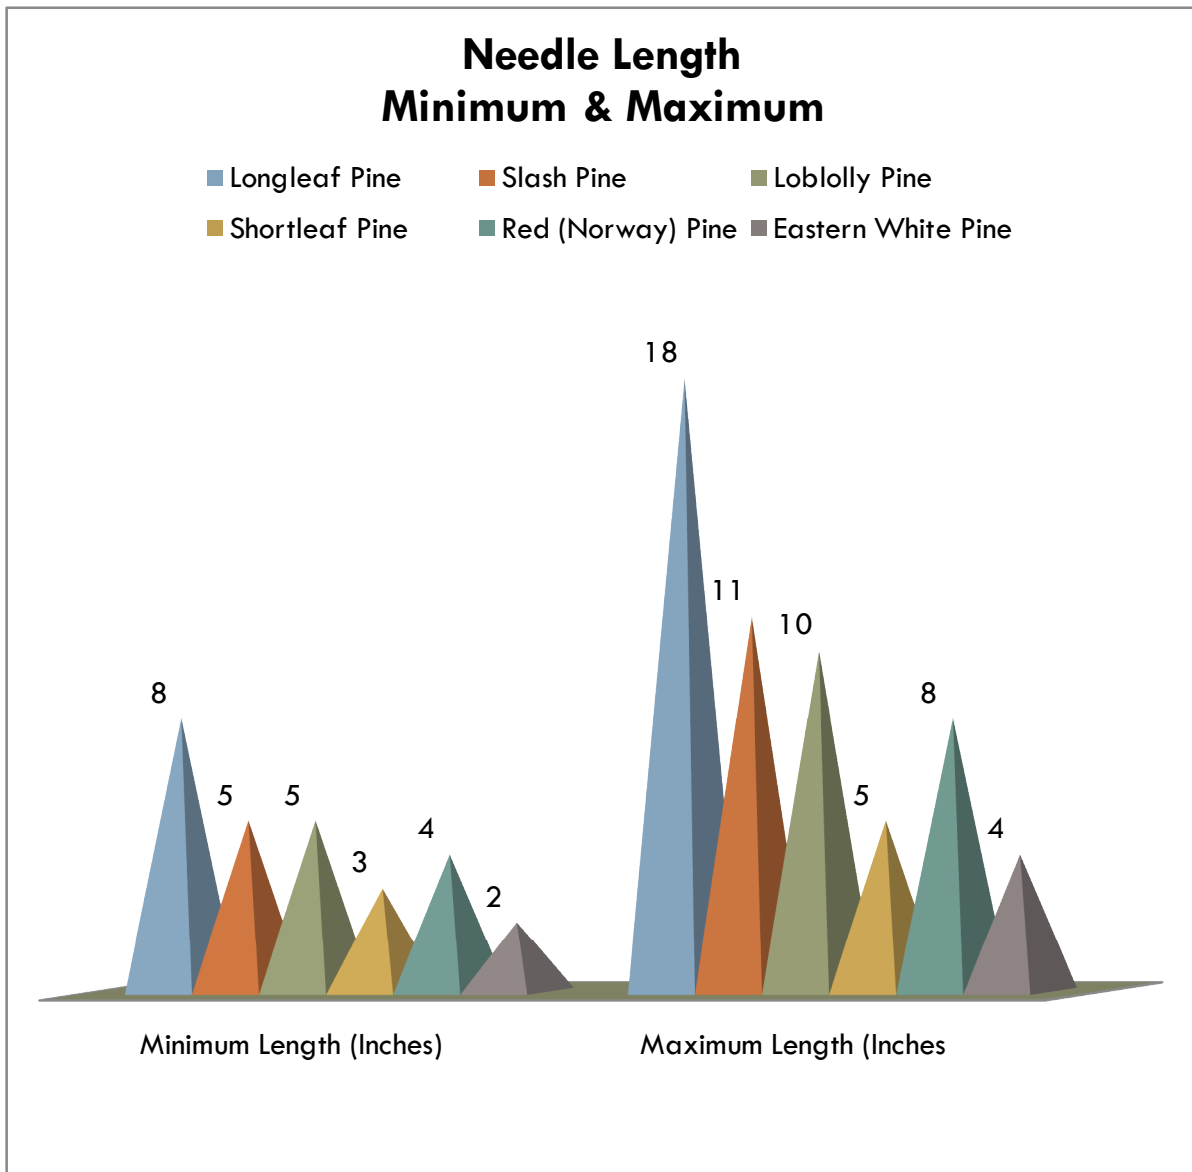 Needle Length
Minimum & Maximum
Longleaf Pine Slash Pine Loblolly Pine
Shortleaf Pine Red (Norway) Pine Eastern White Pine
18
11
10
8
8
5
5
5
4
4
3
2
Minimum Length (Inches) Maximum Length (Inches